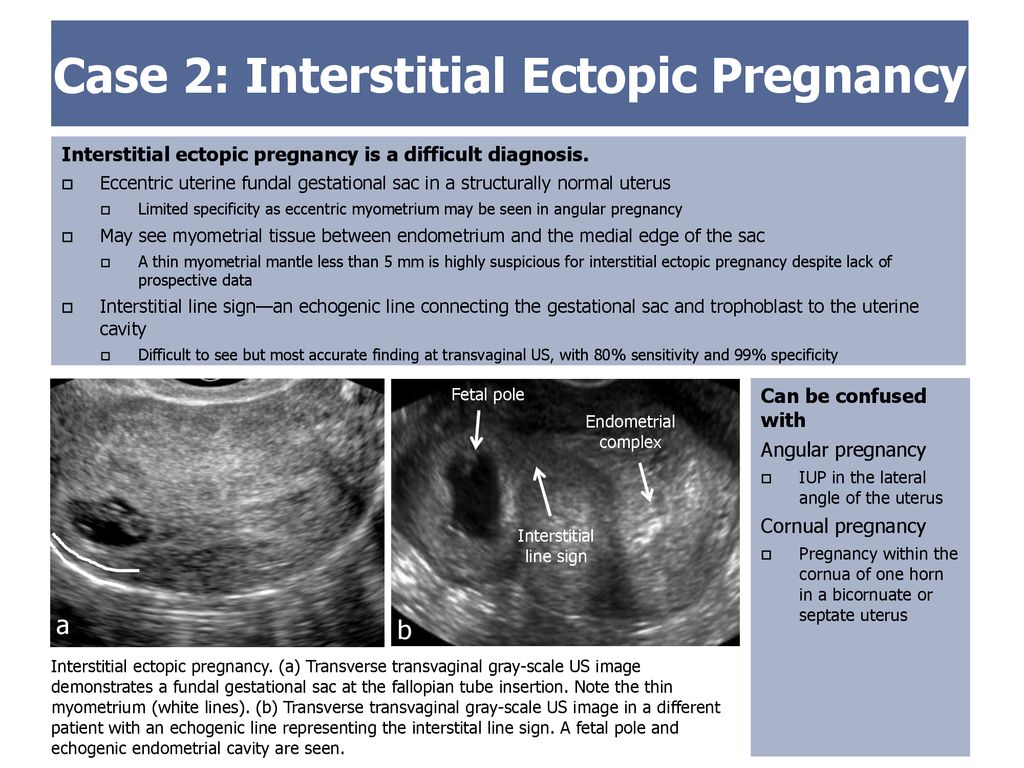 Case 2: Interstitial Ectopic Pregnancy
Interstitial ectopic pregnancy is a difficult diagnosis.
Eccentric uterine fundal gestational sac in a structurally normal uterus
Limited specificity as eccentric myometrium may be seen in angular pregnancy
May see myometrial tissue between endometrium and the medial edge of the sac
A thin myometrial mantle less than 5 mm is highly suspicious for interstitial ectopic pregnancy despite lack of
prospective data
Interstitial line sign—an echogenic line connecting the gestational sac and trophoblast to the uterine
cavity
Difficult to see but most accurate finding at transvaginal US, with 80% sensitivity and 99% specificity
a
Fetal pole
Endometrial
complex
Interstitial
line sign
b
Interstitial ectopic pregnancy. (a) Transverse transvaginal gray-scale US image
demonstrates a fundal gestational sac at the fallopian tube insertion. Note the thin
myometrium (white lines). (b) Transverse transvaginal gray-scale US image in a different
patient with an echogenic line representing the interstital line sign. A fetal pole and
echogenic endometrial cavity are seen.
Can be confused
with
Angular pregnancy
IUP in the lateral
angle of the uterus
Cornual pregnancy
Pregnancy within the
cornua of one horn
in a bicornuate or
septate uterus